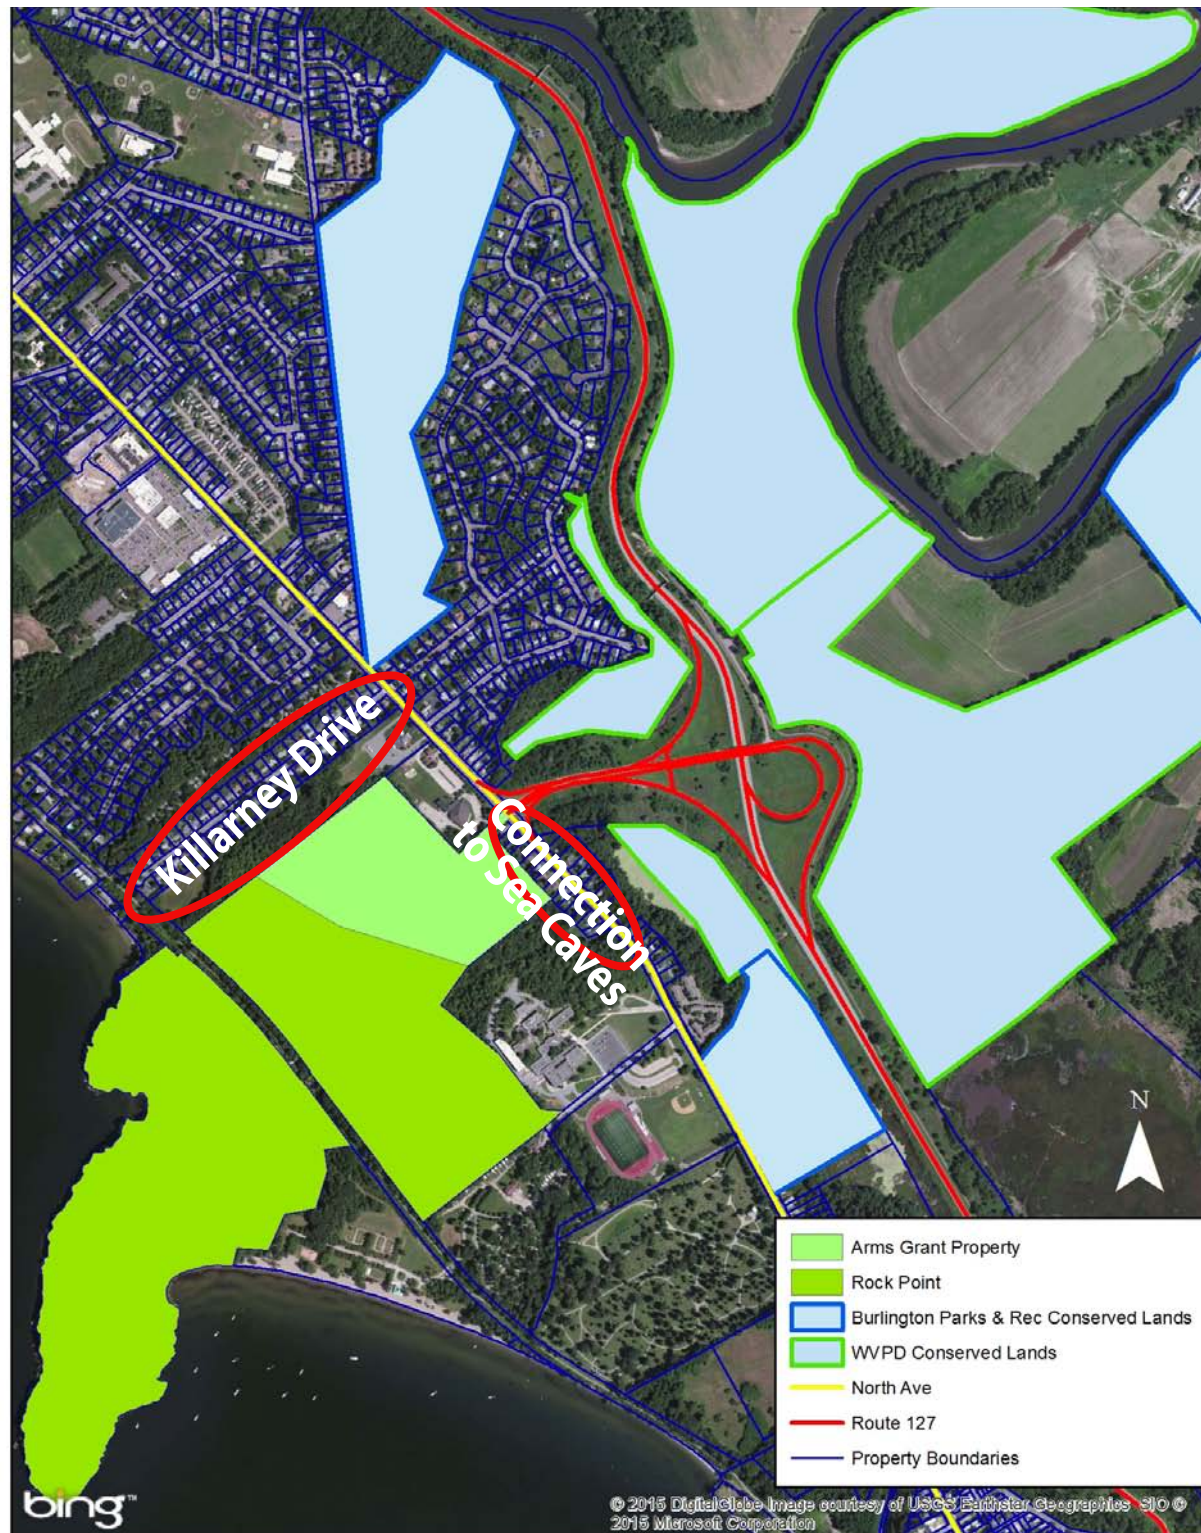 Killarney Drive
Connection
to Sea Caves
N
Arms Grant Property
Rock Point
Burlington Parks & Rec Conserved Lands
WVPD Conserved Lands
North Ave
Route 127
Property Boundaries
bing™
© 2015 DigitalGlobe Image courtesy of USGS Earthstar Geographics SIO ©
2015 Microsoft Corporation